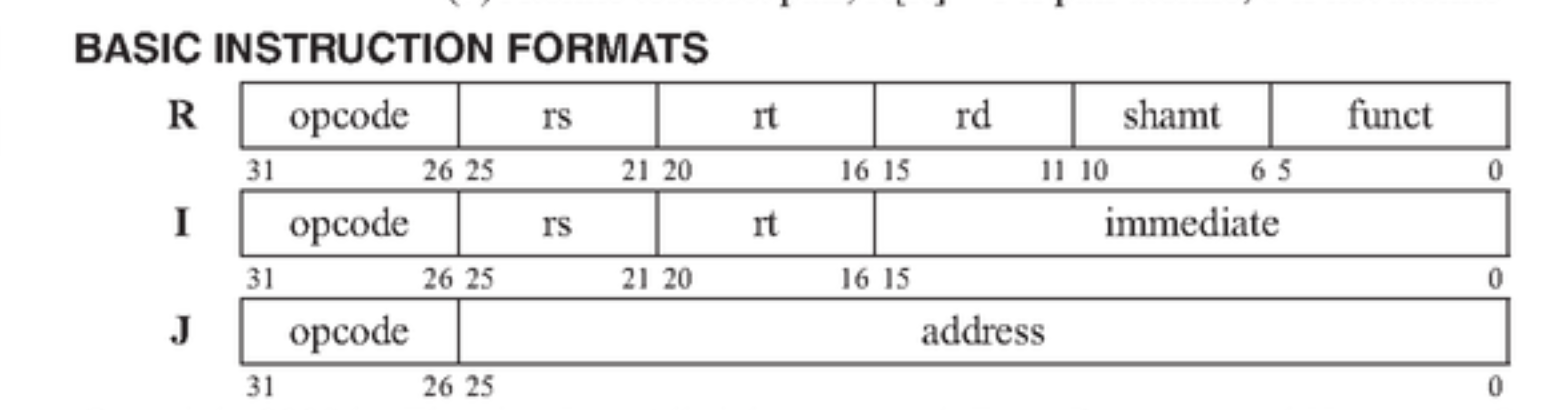 BASIC INSTRUCTION FORMATS
R opcode rs rt rd shamt funct
31 26 25 21 20 16 15 11 10 6 5 0
I opcode rs rt immediate
31 26 25 21 20 16 15 0
J opcode address
31 26 25 0